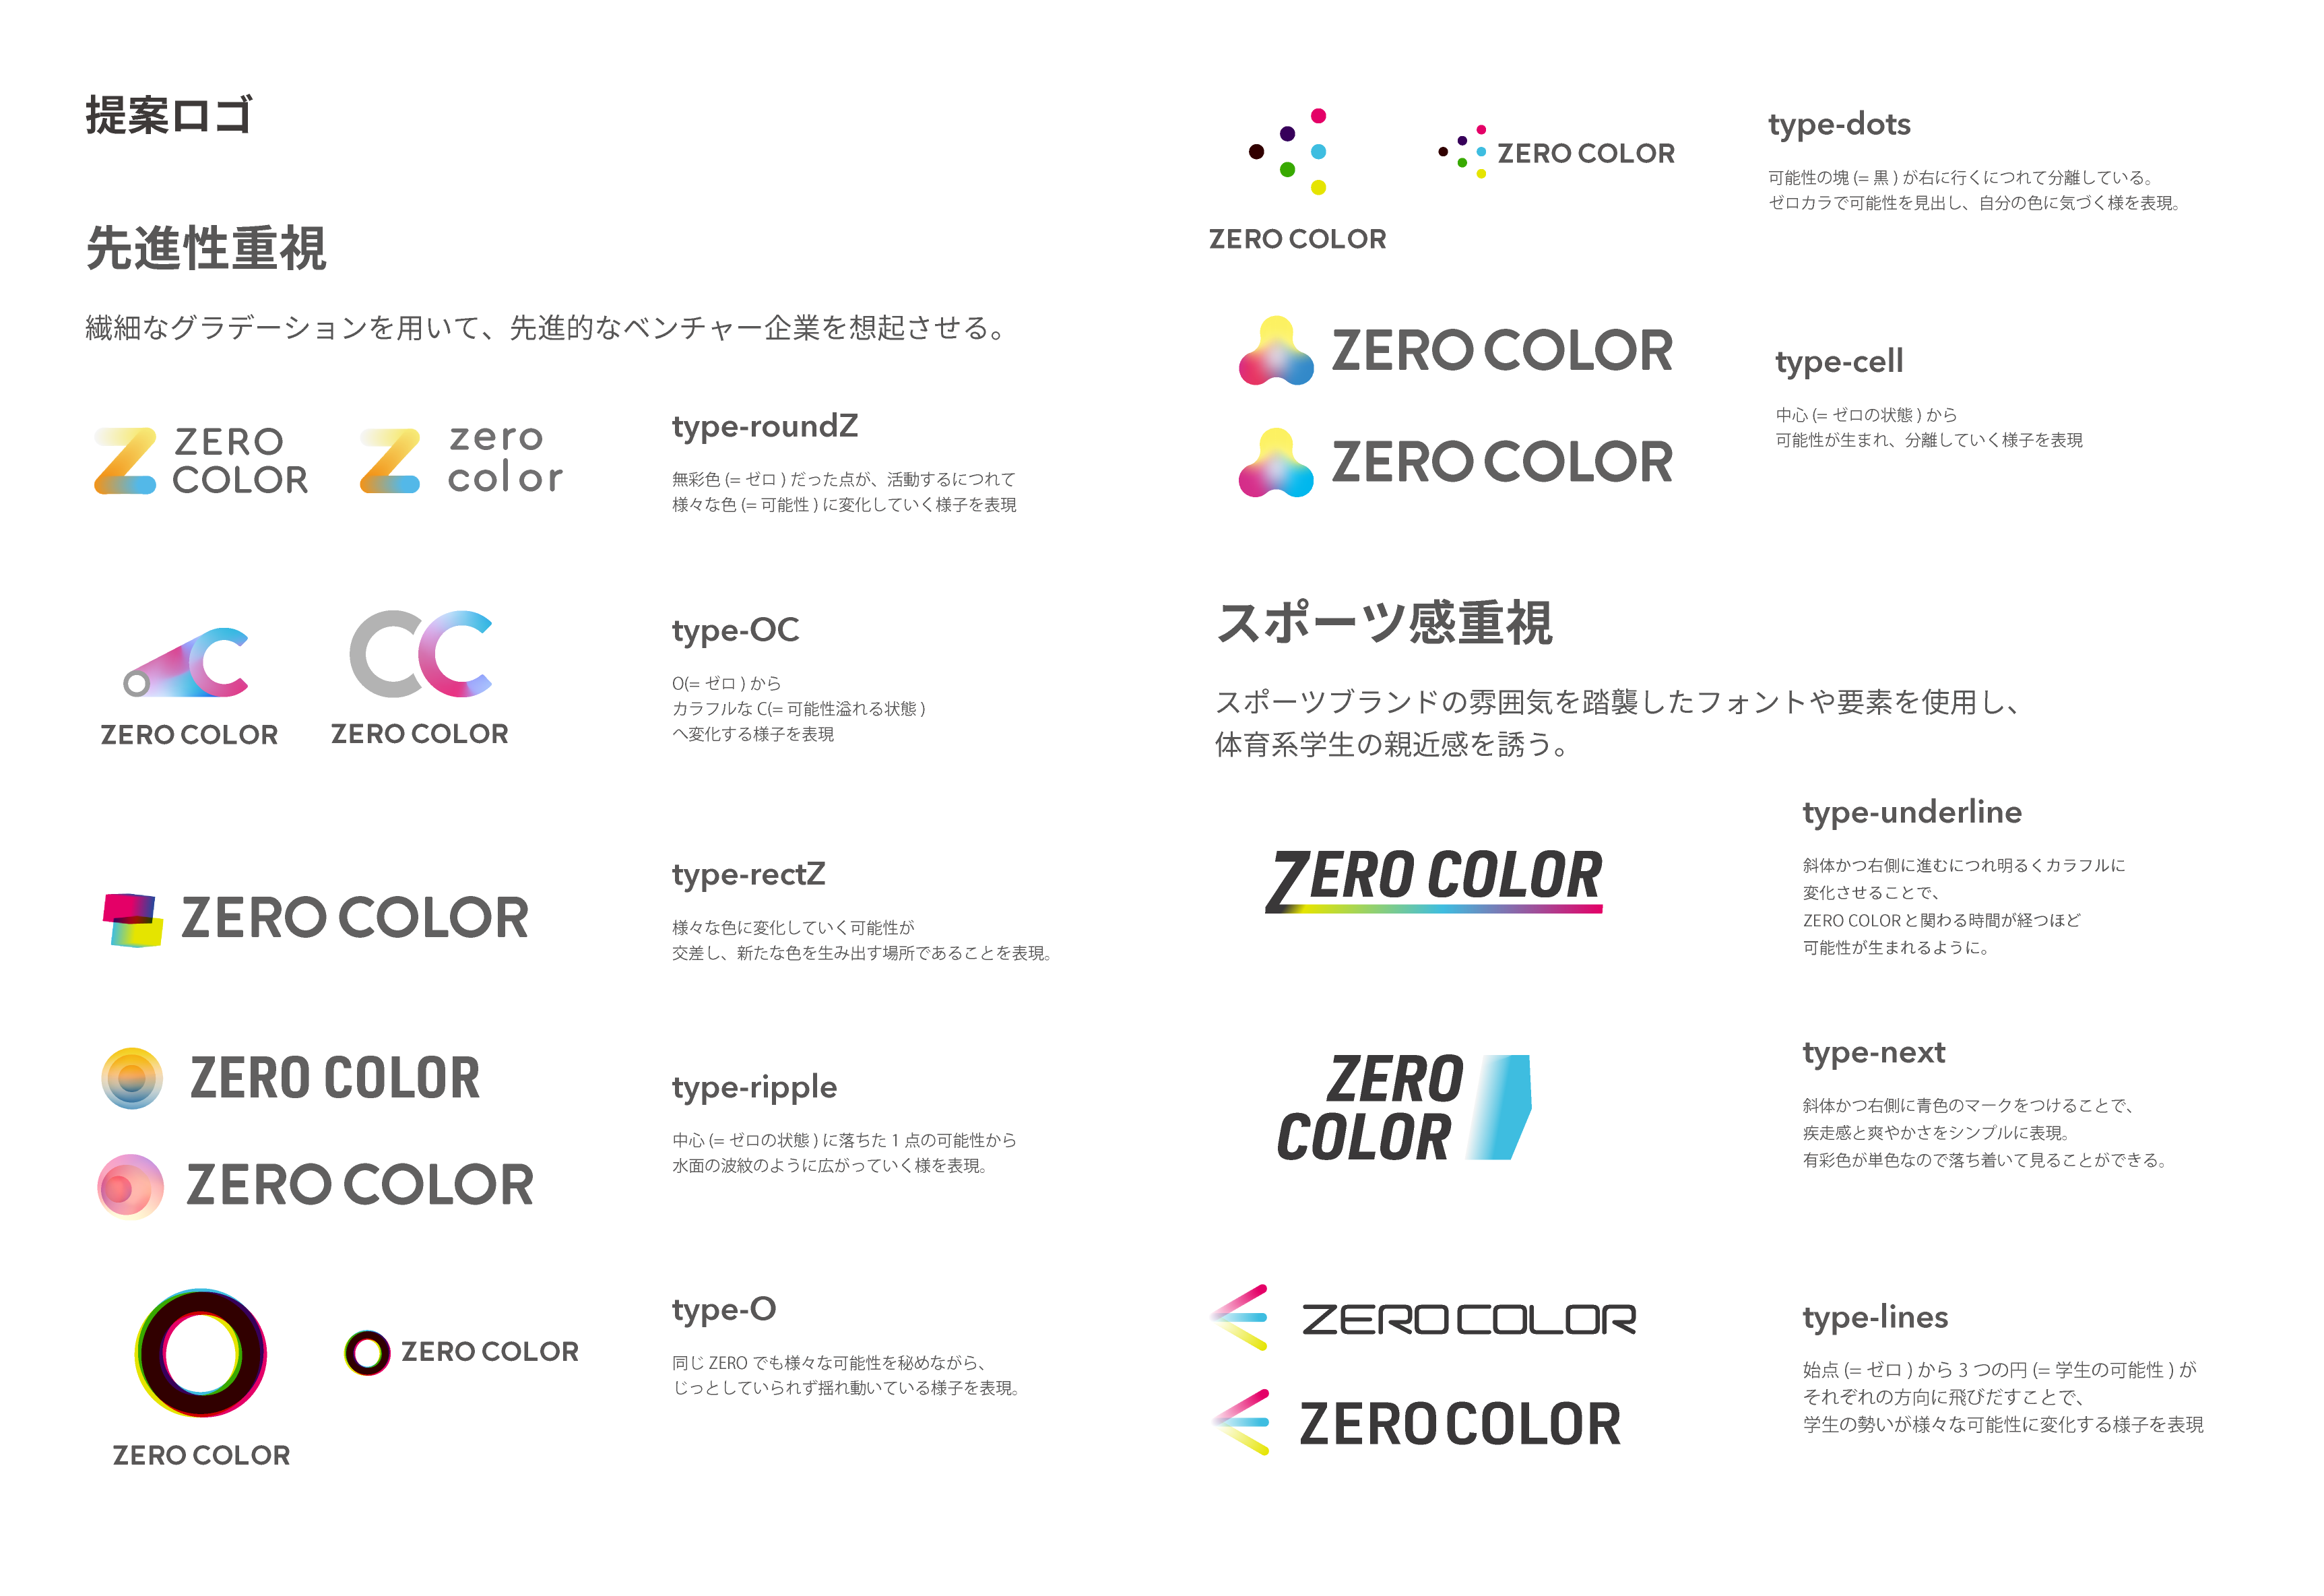 提案ロゴ
先進性重視
繊細なグラデーションを用いて、先進的なベンチャー企業を想起させる。
ZERO
COLOR
zero
color
type-roundZ
無彩色 (= ゼロ ) だった点が、活動するにつれて
様々な色 (= 可能性 ) に変化していく様子を表現
ZERO COLOR
ZERO COLOR
type-OC
O(= ゼロ ) から
カラフルな C(= 可能性溢れる状態 )
へ変化する様子を表現
ZERO COLOR
type-rectZ
様々な色に変化していく可能性が
交差し、新たな色を生み出す場所であることを表現。
ZERO COLOR
ZERO COLOR
type-ripple
中心 (= ゼロの状態 ) に落ちた 1 点の可能性から
水面の波紋のように広がっていく様を表現。
ZERO COLOR
ZERO COLOR
type-O
同じ ZERO でも様々な可能性を秘めながら、
じっとしていられず揺れ動いている様子を表現。
ZERO COLOR
ZERO COLOR
type-dots
可能性の塊 (= 黒 ) が右に行くにつれて分離している。
ゼロカラで可能性を見出し、自分の色に気づく様を表現。
ZERO COLOR
ZERO COLOR
type-cell
中心 (= ゼロの状態 ) から
可能性が生まれ、分離していく様子を表現
スポーツ感重視
スポーツブランドの雰囲気を踏襲したフォントや要素を使用し、
体育系学生の親近感を誘う。
ZERO COLOR
type-underline
斜体かつ右側に進むにつれ明るくカラフルに
変化させることで、
ZERO COLOR と関わる時間が経つほど
可能性が生まれるように。
ZERO
COLOR
type-next
斜体かつ右側に青色のマークをつけることで、
疾走感と爽やかさをシンプルに表現。
有彩色が単色なので落ち着いて見ることができる。
ZERO COLOR
ZERO COLOR
type-lines
始点 (= ゼロ ) から 3 つの円 (= 学生の可能性 ) が
それぞれの方向に飛びだすことで、
学生の勢いが様々な可能性に変化する様子を表現